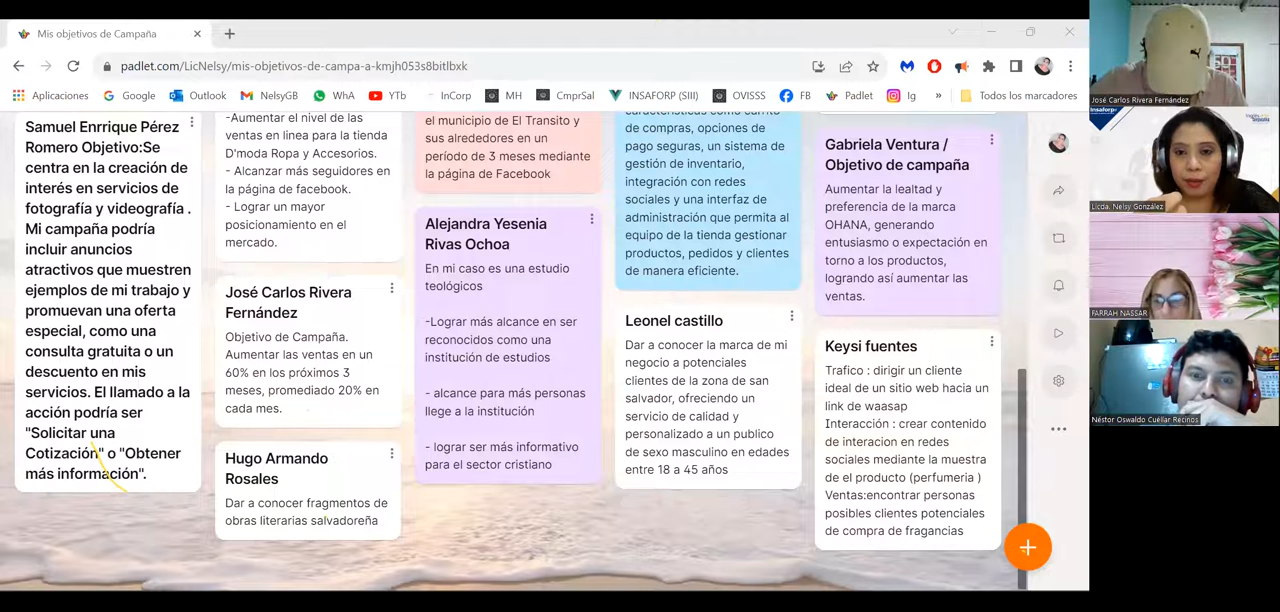 Mis objetivos de Campaña
padlet.com/LicNelsy/mis-objetivos-de-campa-a-kmjh053s8bitlbxk
Aplicaciones
Google
Outlook
NelsyGB
WhA
YTb
InCorp
MH
CmprSal
INSAFORP (SIII)
OVISSS
FB
Padlet
Ig
»
Todos los marcadores
Samuel Enrrique Pérez
Romero Objetivo:Se
centra en la creación de
interés en servicios de
fotografía y videografía .
Mi campaña podría
incluir anuncios
atractivos que muestren
ejemplos de mi trabajo y
promuevan una oferta
especial, como una
consulta gratuita o un
descuento en mis
servicios. El llamado a la
acción podría ser
"Solicitar una
Cotización" o "Obtener
más información".
-Aumentar el nivel de las
ventas en linea para la tienda
D'moda Ropa y Accesorios.
- Alcanzar más seguidores en
la página de facebook.
- Lograr un mayor
posicionamiento en el
mercado.
José Carlos Rivera
Fernández
Objetivo de Campaña.
Aumentar las ventas en un
60% en los próximos 3
meses, promediado 20% en
cada mes.
Hugo Armando
Rosales
Dar a conocer fragmentos de
obras literarias salvadoreña
el municipio de El Transito y
sus alrededores en un
período de 3 meses mediante
la página de Facebook
Alejandra Yesenia
Rivas Ochoa
En mi caso es una estudio
teológicos
-Lograr más alcance en ser
reconocidos como una
institución de estudios
- alcance para más personas
llege a la institución
- lograr ser más informativo
para el sector cristiano
características como carrito
de compras, opciones de
pago seguras, un sistema de
gestión de inventario,
integración con redes
sociales y una interfaz de
administración que permita al
equipo de la tienda gestionar
productos, pedidos y clientes
de manera eficiente.
Leonel castillo
Dar a conocer la marca de mi
negocio a potenciales
clientes de la zona de san
salvador, ofreciendo un
servicio de calidad y
personalizado a un publico
de sexo masculino en edades
entre 18 a 45 años
Gabriela Ventura /
Objetivo de campaña
Aumentar la lealtad y
preferencia de la marca
OHANA, generando
entusiasmo o expectación en
torno a los productos,
logrando así aumentar las
ventas.
Keysi fuentes
Trafico : dirigir un cliente
ideal de un sitio web hacia un
link de waasap
Interacción : crear contenido
de interacion en redes
sociales mediante la muestra
de el producto (perfumeria )
Ventas:encontrar personas
posibles clientes potenciales
de compra de fragancias
José Carlos Rivera Fernández
Insaforp
Licda. Nelsy González
FARRAH NASSAR
Néstor Oswaldo Cuéllar Recinos